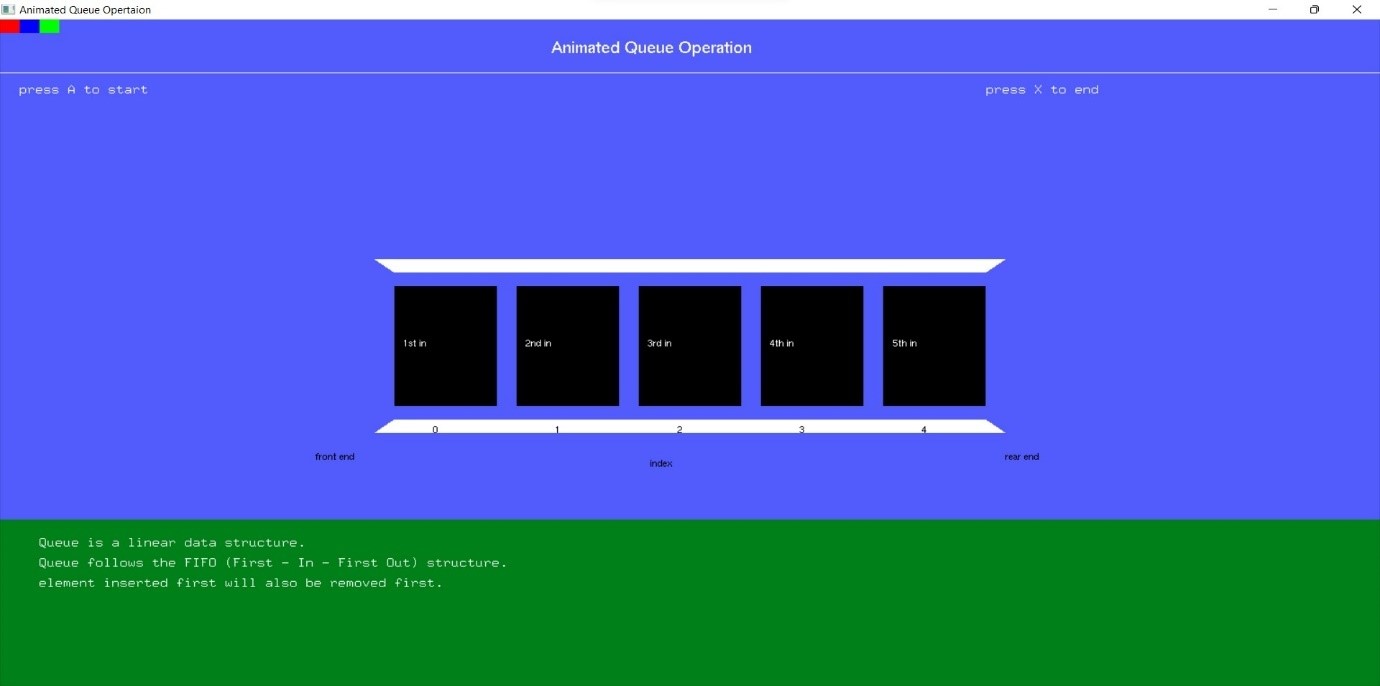 Animated Queue Opertaion
Animated Queue Operation
press A to start
press X to end
1st in
2nd in
3rd in
4th in
5th in
0
1
2
3
4
front end
index
rear end
Queue is a linear data structure.
Queue follows the FIFO (First - In - First Out) structure.
element inserted first will also be removed first.